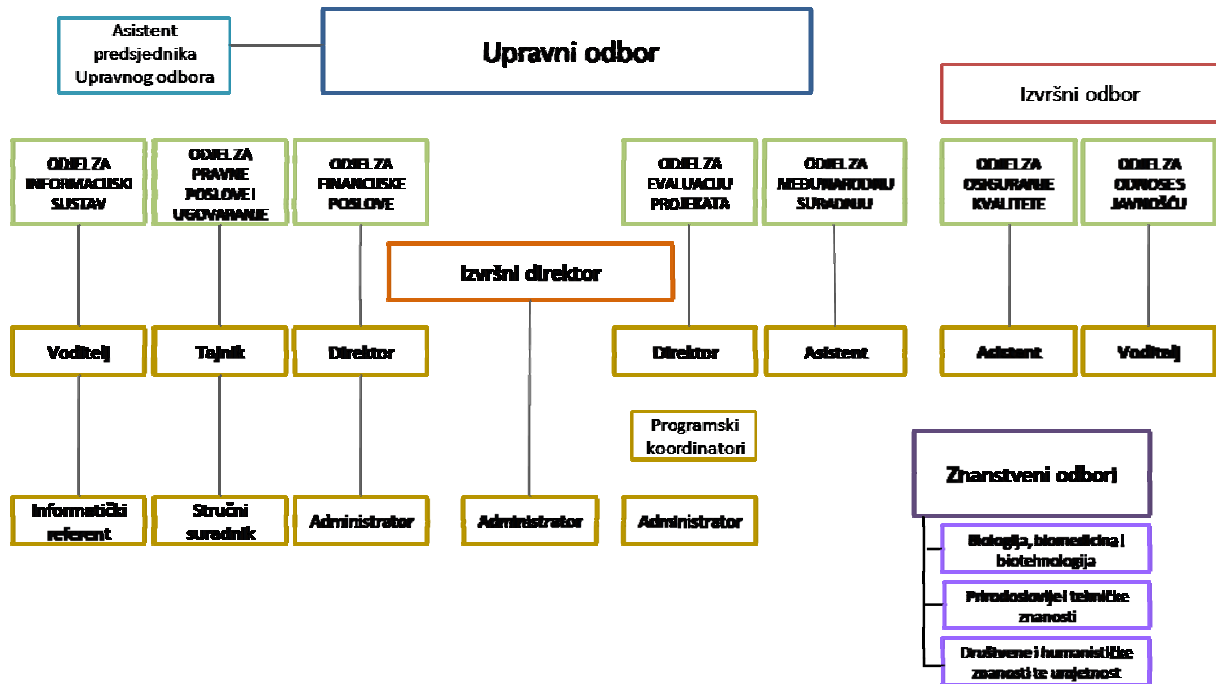 Asistent
predsjednika
Upravnog odbora
Upravni odbor
Izvršni odbor
ODJEL ZA
INFORMACIJSKI
SUSTAV
ODJEL ZA
PRAVNE
POSLOVE I
UGOVARANJE
ODJEL ZA
FINANCIJSKE
POSLOVE
ODJEL ZA
EVALUACIJU
PROJEKATA
ODJEL ZA
MEĐUNARODNU
SURADNJU
ODJEL ZA
OSIGURANJE
KVALITETE
ODJEL ZA
ODNOSE S
JAVNOŠĆU
Izvršni direktor
Voditelj
Tajnik
Direktor
Direktor
Asistent
Asistent
Voditelj
Programski
koordinatori
Informatički
referent
Stručni
suradnik
Administrator
Administrator
Administrator
Znanstveni odbori
Biologija, biomedicina i
biotehnologija
Prirodoslovlje i tehničke
znanosti
Društvene i humanističke
znanosti te umjetnost